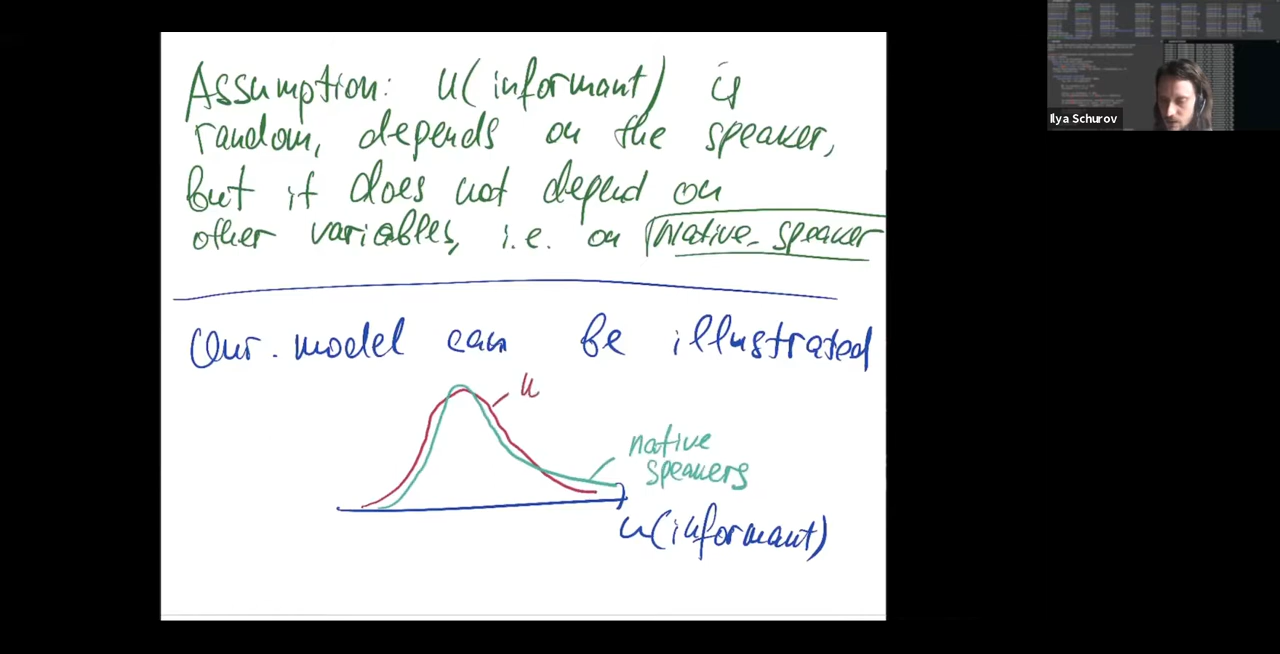 Assumption: u(informant) is
random, depends on the speaker,
but it does not depend on
other variables, i.e. on Native_speaker
Our model can be illustrated
u
native
speakers
u(informant)
Ilya Schurov